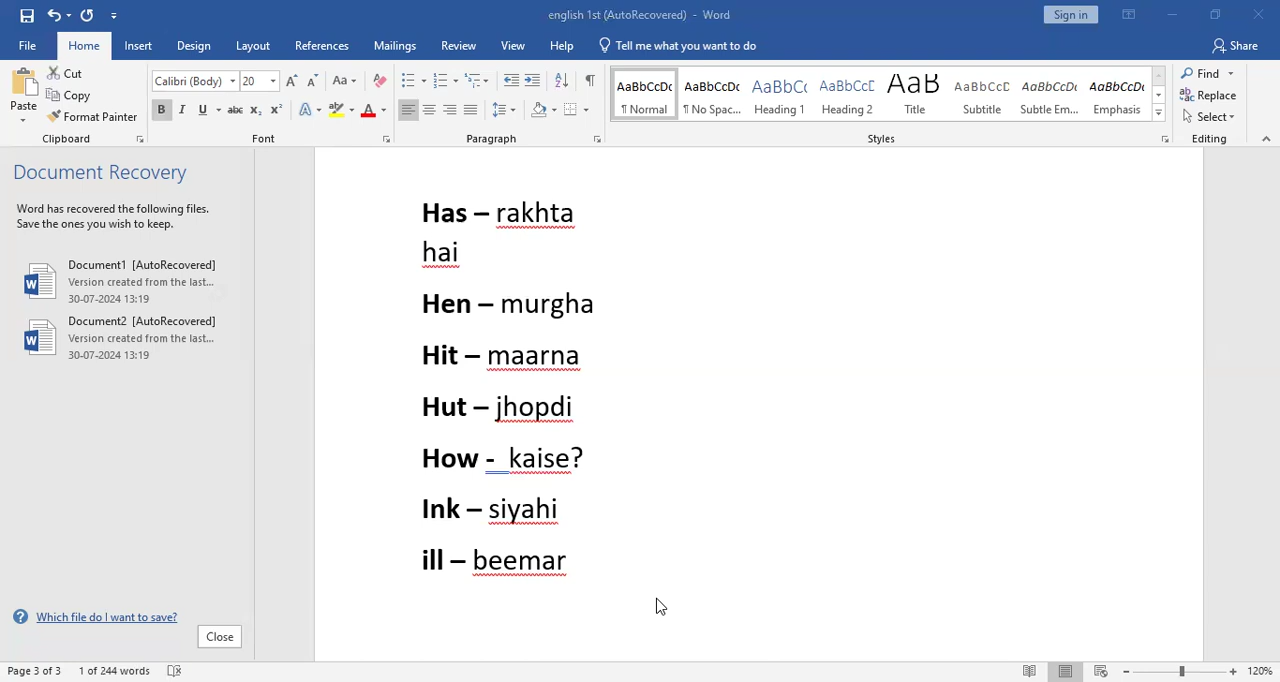 english 1st (AutoRecovered) - Word
Sign in
File Home Insert Design Layout References Mailings Review View Help Tell me what you want to do Share
Paste
Cut
Copy
Format Painter
Clipboard
Calibri (Body) 20
Aa
B I U abc x₂ x² A A
Font
Paragraph
AaBbCcDc AaBbCcDc AaBbCc AaBbCcD AaB AaBbCcD AaBbCcDc AaBbCcDc
¶ Normal ¶ No Spac... Heading 1 Heading 2 Title Subtitle Subtle Em... Emphasis
Styles
Find
Replace
Select
Editing
Document Recovery
Word has recovered the following files.
Save the ones you wish to keep.
Document1 [AutoRecovered]
Version created from the last...
30-07-2024 13:19
Document2 [AutoRecovered]
Version created from the last...
30-07-2024 13:19
Which file do I want to save?
Close
Has – rakhta
hai
Hen – murgha
Hit – maarna
Hut – jhopdi
How - kaise?
Ink – siyahi
ill – beemar
Page 3 of 3 1 of 244 words 120%